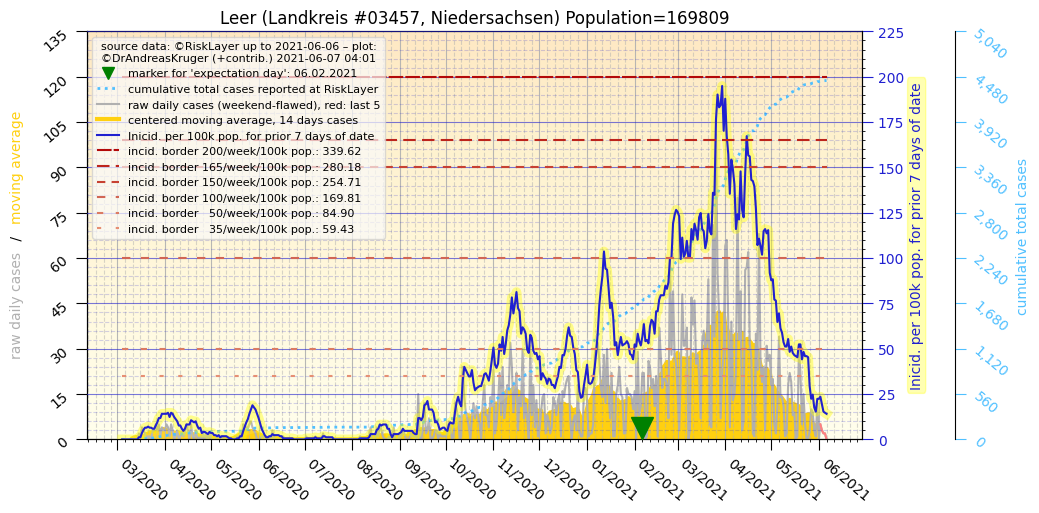 Leer (Landkreis #03457, Niedersachsen) Population=169809
source data: ©RiskLayer up to 2021-06-06 – plot:
©DrAndreasKruger (+contrib.) 2021-06-07 04:01
marker for 'expectation day': 06.02.2021
cumulative total cases reported at RiskLayer
raw daily cases (weekend-flawed), red: last 5
centered moving average, 14 days cases
Inicid. per 100k pop. for prior 7 days of date
incid. border 200/week/100k pop.: 339.62
incid. border 165/week/100k pop.: 280.18
incid. border 150/week/100k pop.: 254.71
incid. border 100/week/100k pop.: 169.81
incid. border 50/week/100k pop.: 84.90
incid. border 35/week/100k pop.: 59.43
raw daily cases / moving average
135
120
105
90
75
60
45
30
15
0
03/2020
04/2020
05/2020
06/2020
07/2020
08/2020
09/2020
10/2020
11/2020
12/2020
01/2021
02/2021
03/2021
04/2021
05/2021
06/2021
225
200
175
150
125
100
75
50
25
0
Inicid. per 100k pop. for prior 7 days of date
5,040
4,480
3,920
3,360
2,800
2,240
1,680
1,120
560
0
cumulative total cases